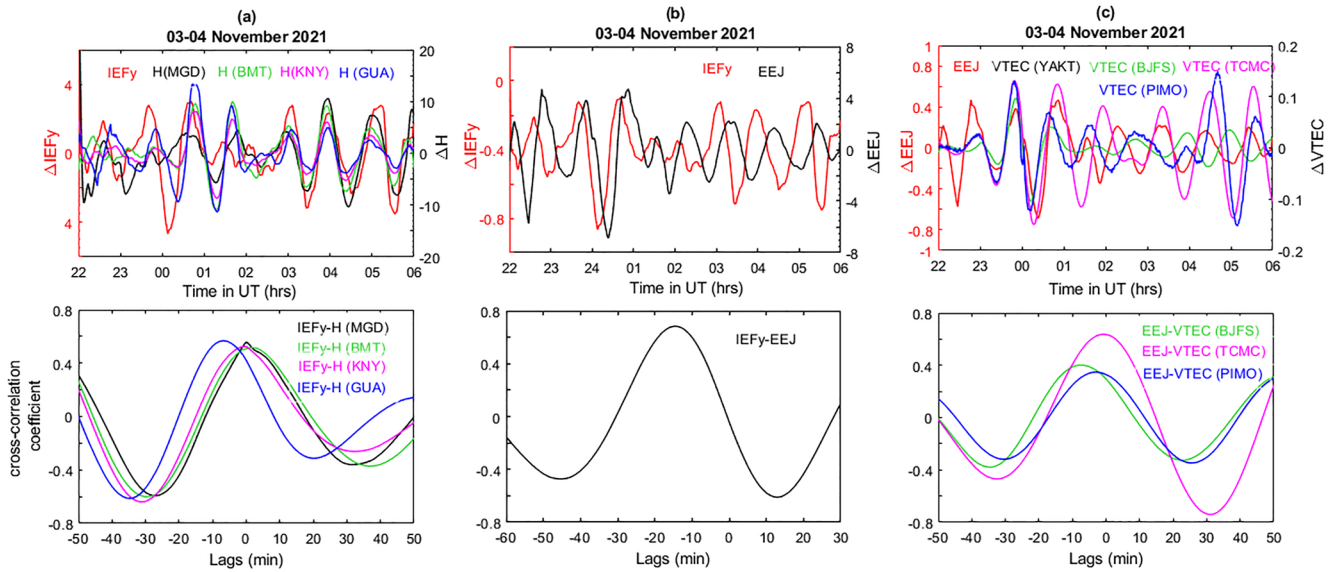 (a)
03-04 November 2021
IEFy H(MGD) H (BMT) H(KNY) H (GUA)
ΔIEFy
4
0
4
20
10
0
-10
-20
ΔH
22 23 00 01 02 03 04 05 06
Time in UT (hrs)
(b)
03-04 November 2021
IEFy EEJ
ΔIEFy
0
-0.4
-0.8
8
4
0
-4
-8
ΔEEJ
22 23 24 01 02 03 04 05 06
Time in UT (hrs)
(c)
03-04 November 2021
EEJ VTEC (YAKT) VTEC (BJFS) VTEC (TCMC)
VTEC (PIMO)
ΔEEJ
1
0.8
0.4
0
-0.4
-0.8
-1
0.2
0.1
0
-0.1
-0.2
ΔVTEC
22 23 00 01 02 03 04 05 06
Time in UT (hrs)
cross-correlation
coefficient
0.8
0.4
0
-0.4
-0.8
IEFy-H (MGD)
IEFy-H (BMT)
IEFy-H (KNY)
IEFy-H (GUA)
-50 -40 -30 -20 -10 0 10 20 30 40 50
Lags (min)
0.8
0.4
0
-0.4
-0.8
IEFy-EEJ
-60 -50 -40 -30 -20 -10 0 10 20 30
Lags (min)
0.8
0.4
0
-0.4
-0.8
EEJ-VTEC (BJFS)
EEJ-VTEC (TCMC)
EEJ-VTEC (PIMO)
-50 -40 -30 -20 -10 0 10 20 30 40 50
Lags (min)